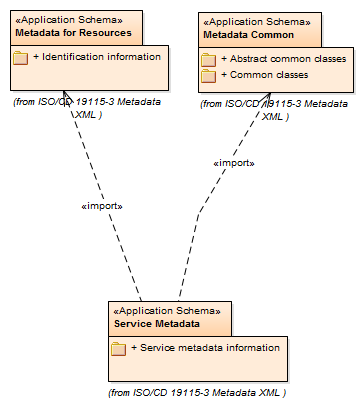 «Application Schema»
Metadata for Resources
+ Identification information
(from ISO/CD 19115-3 Metadata
XML )
«Application Schema»
Metadata Common
+ Abstract common classes
+ Common classes
(from ISO/CD 19115-3 Metadata
XML )
«import»
«import»
«Application Schema»
Service Metadata
+ Service metadata information
(from ISO/CD 19115-3 Metadata XML )